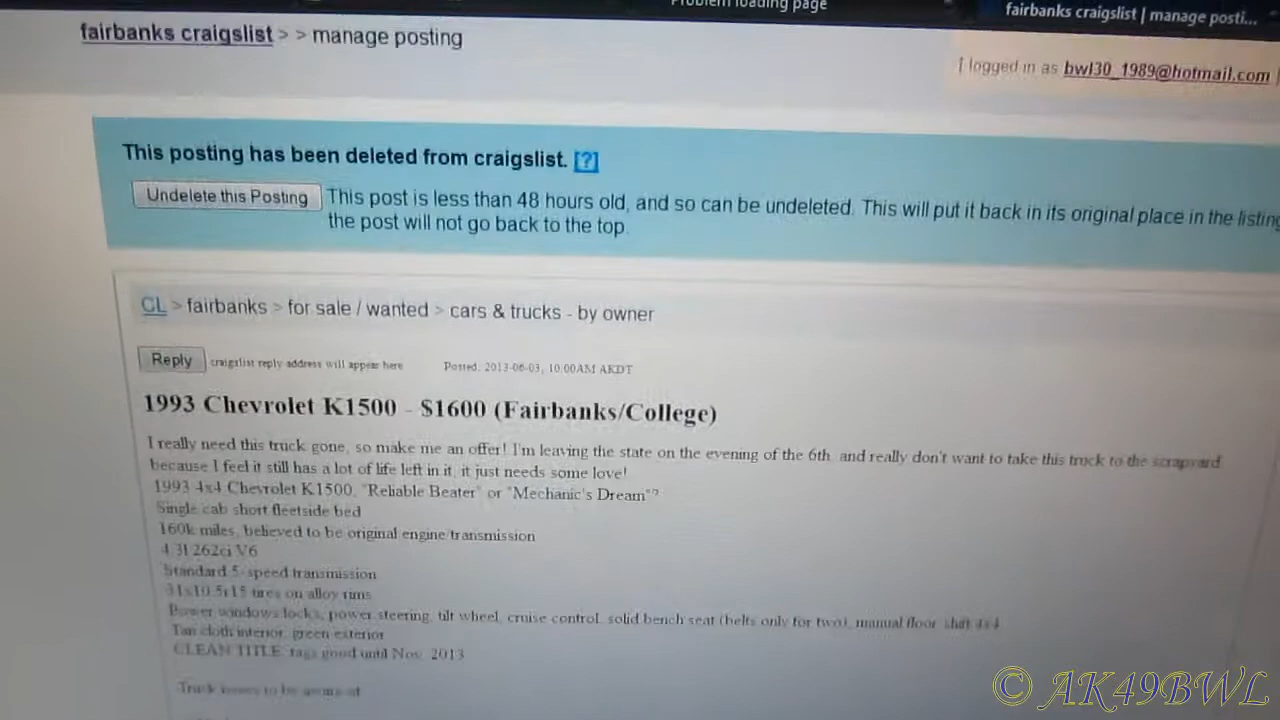 Problem loading page
fairbanks craigslist | manage posti...
fairbanks craigslist > > manage posting
logged in as bwl30_1989@hotmail.com
This posting has been deleted from craigslist. [?]
Undelete this Posting
This post is less than 48 hours old, and so can be undeleted. This will put it back in its original place in the listing
the post will not go back to the top.
CL > fairbanks > for sale / wanted > cars & trucks - by owner
Reply craigslist reply address will appear here Posted: 2013-06-03, 10:00AM AKDT
1993 Chevrolet K1500 - $1600 (Fairbanks/College)
I really need this truck gone, so make me an offer! I'm leaving the state on the evening of the 6th, and really don't want to take this truck to the scrapyard
because I feel it still has a lot of life left in it, it just needs some love!
1993 4x4 Chevrolet K1500, "Reliable Beater" or "Mechanic's Dream"?
Single cab short fleetside bed
160k miles, believed to be original engine/transmission
4.3l 262ci V6
Standard 5-speed transmission
31x10.5r15 tires on alloy rims
Power windows/locks, power steering, tilt wheel, cruise control, solid bench seat (belts only for two), manual floor shift 4x4
Tan cloth interior, green exterior
CLEAN TITLE, tags good until Nov. 2013
Truck to be
© AK49BWL